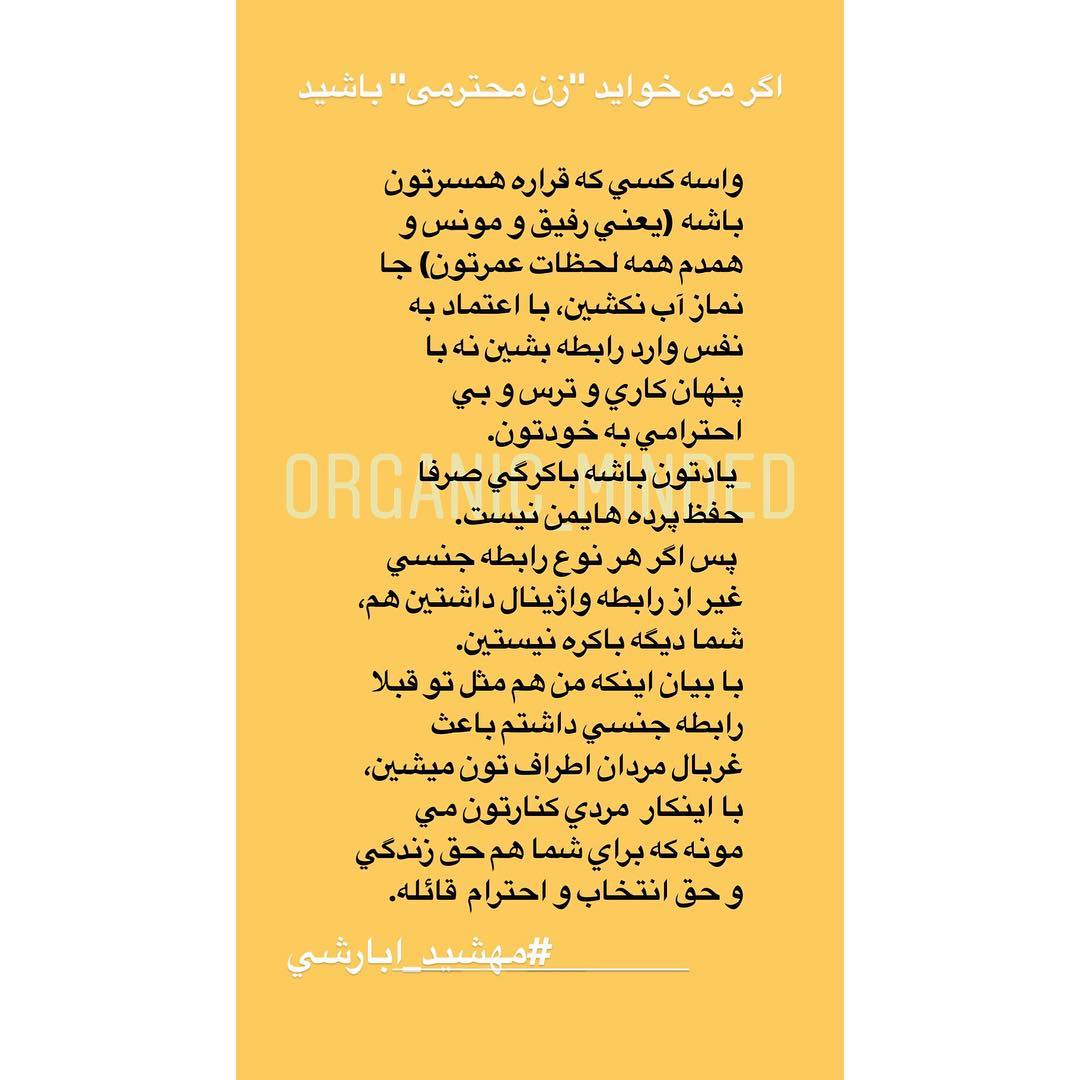 اگر می خواید "زن محترمی" باشید
واسه كسي كه قراره همسرتون
باشه (يعني رفيق و مونس و
همدم همه لحظات عمرتون) جا
نماز آب نكشين، با اعتماد به
نفس وارد رابطه بشين نه با
پنهان كاري و ترس و بي
احترامي به خودتون.
يادتون باشه باكرگي صرفا
ORGANIC_MINDED
حفظ پرده هايمن نيست.
پس اگر هر نوع رابطه جنسي
غير از رابطه واژينال داشتين هم،
شما ديگه باكره نيستين.
با بيان اينكه من هم مثل تو قبلا
رابطه جنسي داشتم باعث
غربال مردان اطراف تون ميشين،
با اينكار مردي كنارتون مي
مونه كه براي شما هم حق زندگي
و حق انتخاب و احترام قائله.
#مهشيد_ابارشي